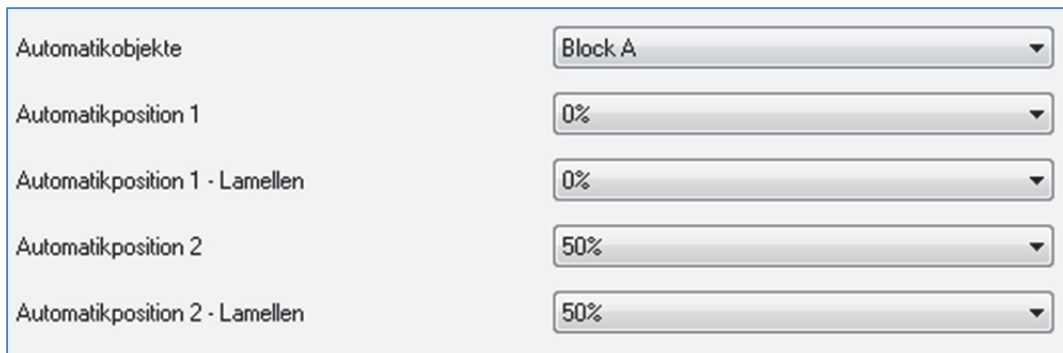 Automatikobjekte Block A
Automatikposition 1 0%
Automatikposition 1 - Lamellen 0%
Automatikposition 2 50%
Automatikposition 2 - Lamellen 50%